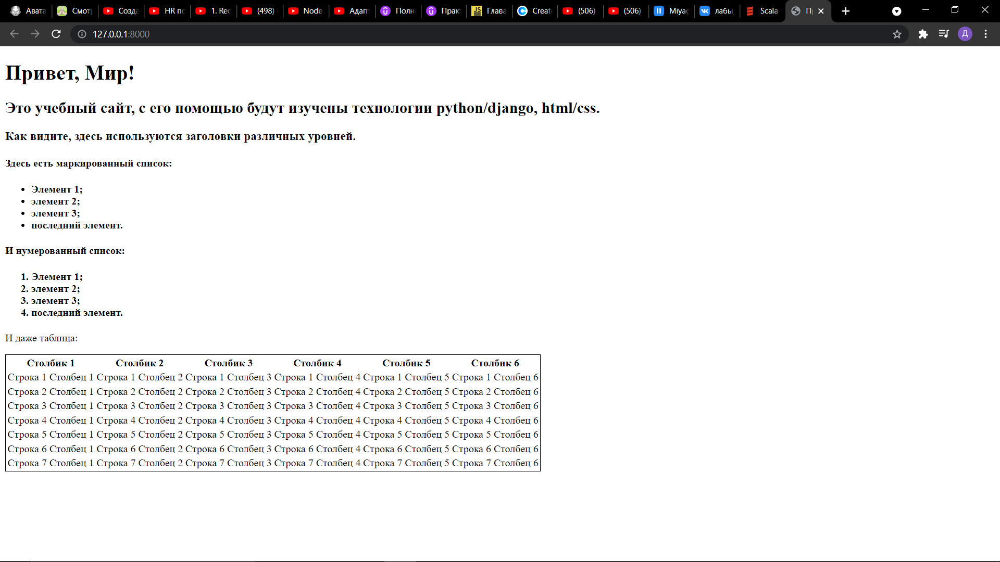 Авата
Смот
Созда
HR по
1. Red
(498)
Node
Адап
Полн
Прак
Глава
Create
(506)
(506)
Miyag
лабы
Scala
П
127.0.0.1:8000
Д
Привет, Мир!
Это учебный сайт, с его помощью будут изучены технологии python/django, html/css.
Как видите, здесь используются заголовки различных уровней.
Здесь есть маркированный список:
• Элемент 1;
• элемент 2;
• элемент 3;
• последний элемент.
И нумерованный список:
1. Элемент 1;
2. элемент 2;
3. элемент 3;
4. последний элемент.
И даже таблица:
Столбик 1 Столбик 2 Столбик 3 Столбик 4 Столбик 5 Столбик 6
Строка 1 Столбец 1 Строка 1 Столбец 2 Строка 1 Столбец 3 Строка 1 Столбец 4 Строка 1 Столбец 5 Строка 1 Столбец 6
Строка 2 Столбец 1 Строка 2 Столбец 2 Строка 2 Столбец 3 Строка 2 Столбец 4 Строка 2 Столбец 5 Строка 2 Столбец 6
Строка 3 Столбец 1 Строка 3 Столбец 2 Строка 3 Столбец 3 Строка 3 Столбец 4 Строка 3 Столбец 5 Строка 3 Столбец 6
Строка 4 Столбец 1 Строка 4 Столбец 2 Строка 4 Столбец 3 Строка 4 Столбец 4 Строка 4 Столбец 5 Строка 4 Столбец 6
Строка 5 Столбец 1 Строка 5 Столбец 2 Строка 5 Столбец 3 Строка 5 Столбец 4 Строка 5 Столбец 5 Строка 5 Столбец 6
Строка 6 Столбец 1 Строка 6 Столбец 2 Строка 6 Столбец 3 Строка 6 Столбец 4 Строка 6 Столбец 5 Строка 6 Столбец 6
Строка 7 Столбец 1 Строка 7 Столбец 2 Строка 7 Столбец 3 Строка 7 Столбец 4 Строка 7 Столбец 5 Строка 7 Столбец 6